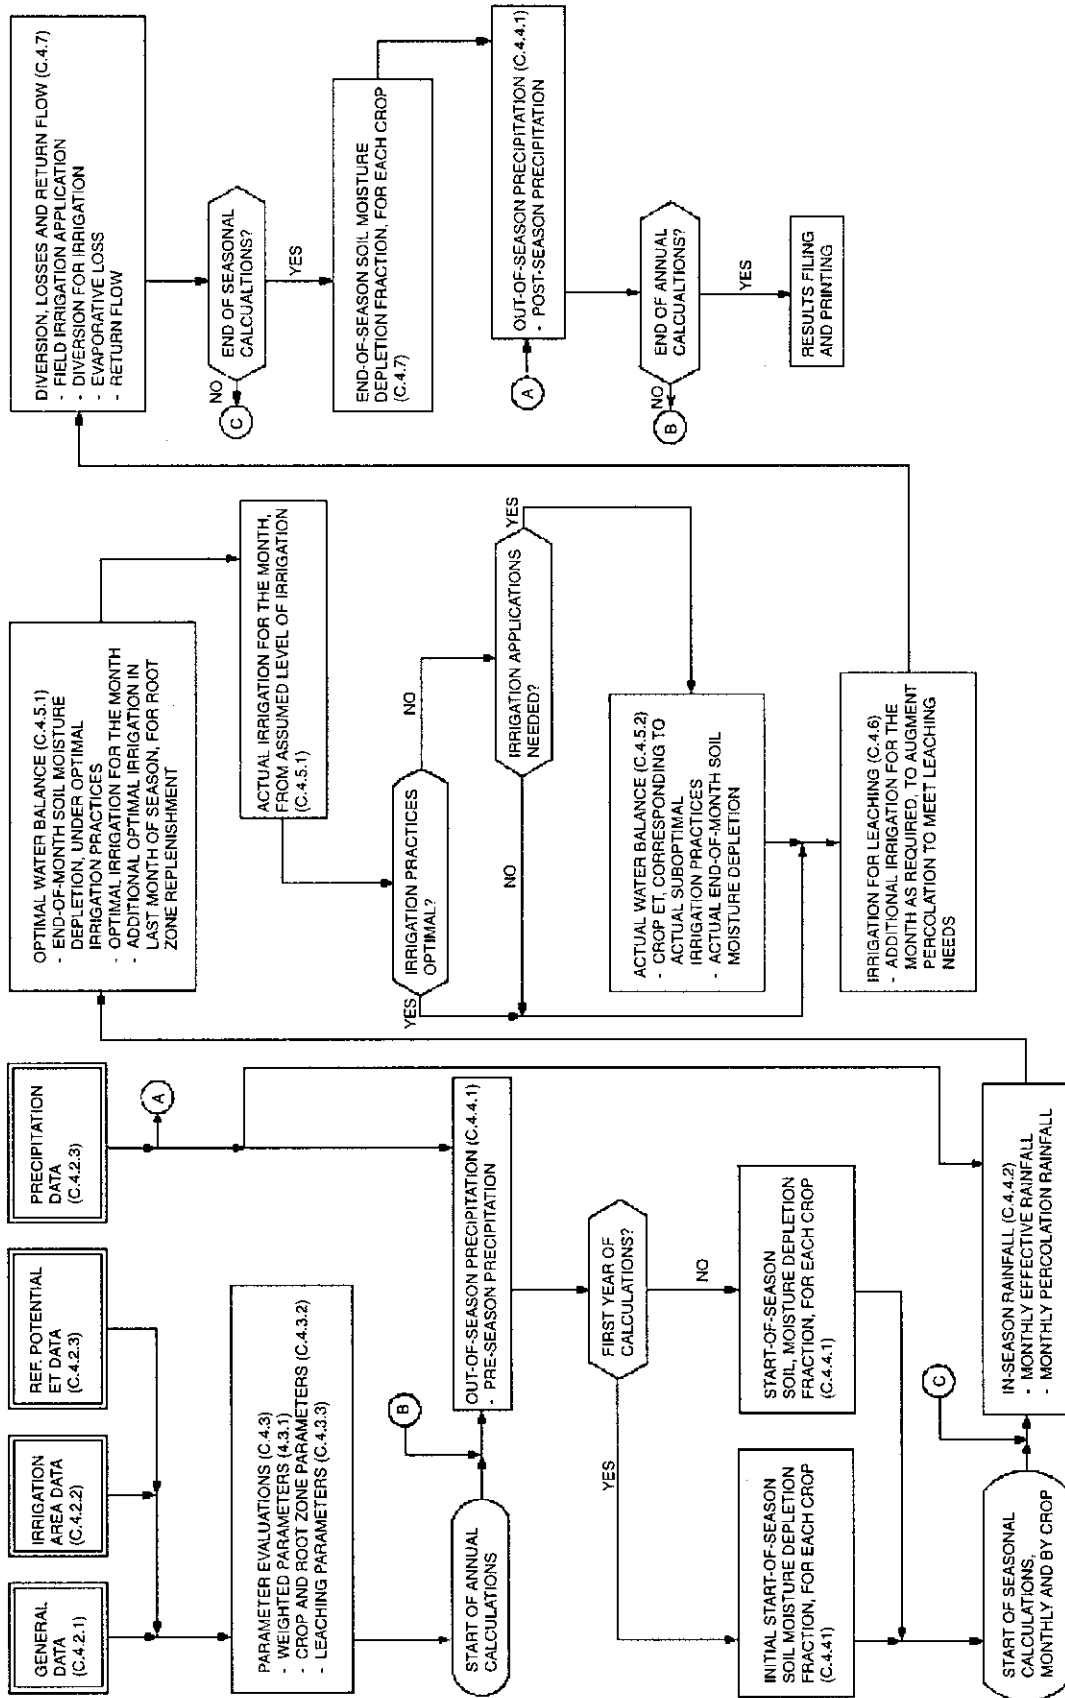 GENERAL
DATA
(C.4.2.1)
IRRIGATION
AREA DATA
(C.4.2.2)
REF. POTENTIAL
ET DATA
(C.4.2.3)
PRECIPITATION
DATA
(C.4.2.3)
A
PARAMETER EVALUATIONS (C.4.3)
- WEIGHTED PARAMETERS (4.3.1)
- CROP AND ROOT ZONE PARAMETERS (C.4.3.2)
- LEACHING PARAMETERS (C.4.3.3)
START OF ANNUAL
CALCULATIONS
B
OUT-OF-SEASON PRECIPITATION (C.4.4.1)
- PRE-SEASON PRECIPITATION
FIRST YEAR OF
CALCULATIONS?
YES
NO
INITIAL START-OF-SEASON
SOIL MOISTURE DEPLETION
FRACTION, FOR EACH CROP
(C.4.41)
START-OF-SEASON
SOIL, MOISTURE DEPLETION
FRACTION, FOR EACH CROP
(C.4.4.1)
START OF SEASONAL
CALCULATIONS,
MONTHLY AND BY CROP
C
IN-SEASON RAINFALL (C.4.4.2)
- MONTHLY EFFECTIVE RAINFALL
- MONTHLY PERCOLATION RAINFALL
OPTIMAL WATER BALANCE (C.4.5.1)
- END-OF-MONTH SOIL MOISTURE
DEPLETION, UNDER OPTIMAL
IRRIGATION PRACTICES
- OPTIMAL IRRIGATION FOR THE MONTH
- ADDITIONAL OPTIMAL IRRIGATION IN
LAST MONTH OF SEASON, FOR ROOT
ZONE REPLENISHMENT
ACTUAL IRRIGATION FOR THE MONTH,
FROM ASSUMED LEVEL OF IRRIGATION
(C.4.5.1)
IRRIGATION PRACTICES
OPTIMAL?
YES
NO
IRRIGATION APPLICATIONS
NEEDED?
NO
YES
ACTUAL WATER BALANCE (C.4.5.2)
- CROP ET, CORRESPONDING TO
ACTUAL SUBOPTIMAL
IRRIGATION PRACTICES
- ACTUAL END-OF-MONTH SOIL
MOISTURE DEPLETION
IRRIGATION FOR LEACHING (C.4.6)
- ADDITIONAL IRRIGATION FOR THE
MONTH AS REQUIRED, TO AUGMENT
PERCOLATION TO MEET LEACHING
NEEDS
DIVERSION, LOSSES AND RETURN FLOW (C.4.7)
- FIELD IRRIGATION APPLICATION
- DIVERSION FOR IRRIGATION
- EVAPORATIVE LOSS
- RETURN FLOW
END OF SEASONAL
CALCUALTIONS?
NO
C
YES
END-OF-SEASON SOIL MOISTURE
DEPLETION FRACTION, FOR EACH CROP
(C.4.7)
A
OUT-OF-SEASON PRECIPITATION (C.4.4.1)
- POST-SEASON PRECIPITATION
END OF ANNUAL
CALCUALTIONS?
NO
B
YES
RESULTS FILING
AND PRINTING